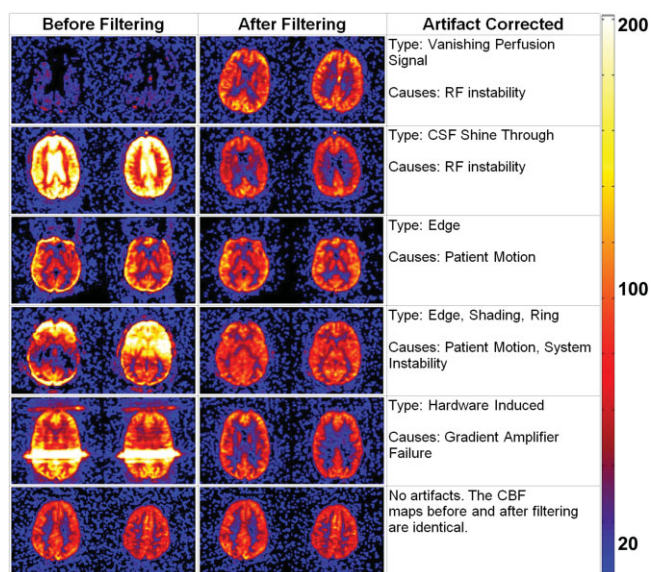 Before Filtering
After Filtering
Artifact Corrected
Type: Vanishing Perfusion
Signal
Causes: RF instability
Type: CSF Shine Through
Causes: RF instability
Type: Edge
Causes: Patient Motion
Type: Edge, Shading, Ring
Causes: Patient Motion, System
Instability
Type: Hardware Induced
Causes: Gradient Amplifier
Failure
No artifacts. The CBF
maps before and after filtering
are identical.
200
100
20